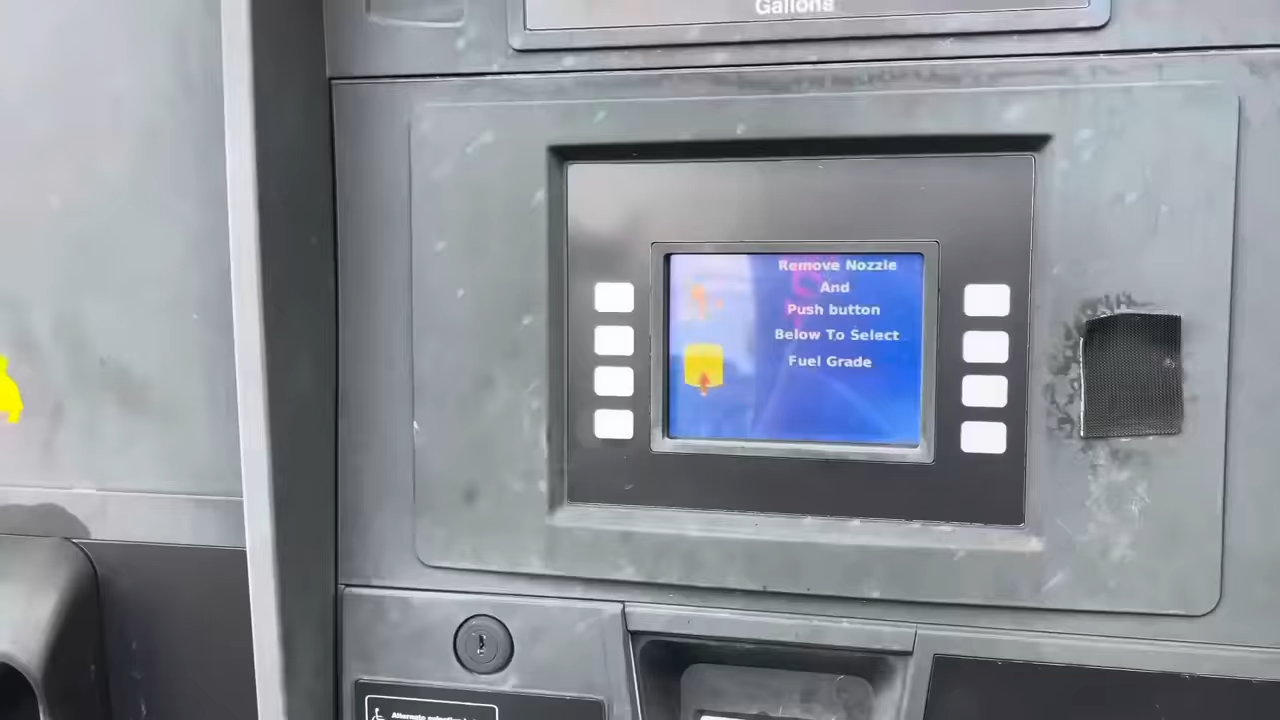 Gallons
Remove Nozzle
And
Push button
Below To Select
Fuel Grade